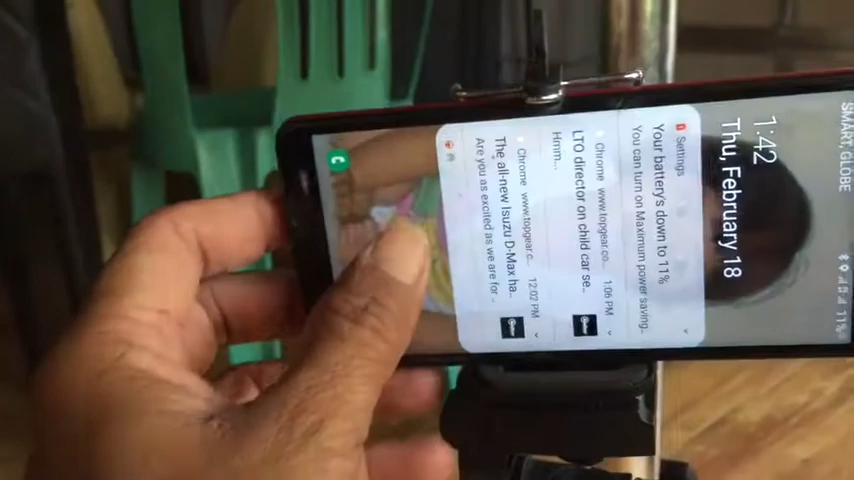 SMART, GLOBE
11%
1:42
Thu, February 18
Settings
Your battery's down to 11%
You can turn on Maximum power saving.
Chrome www.topgear.co... 1:06 PM
LTO director on child car se..
Hmm...
Chrome www.topgear.c... 12:02 PM
The all-new Isuzu D-Max ha..
Are you as excited as we are for ..